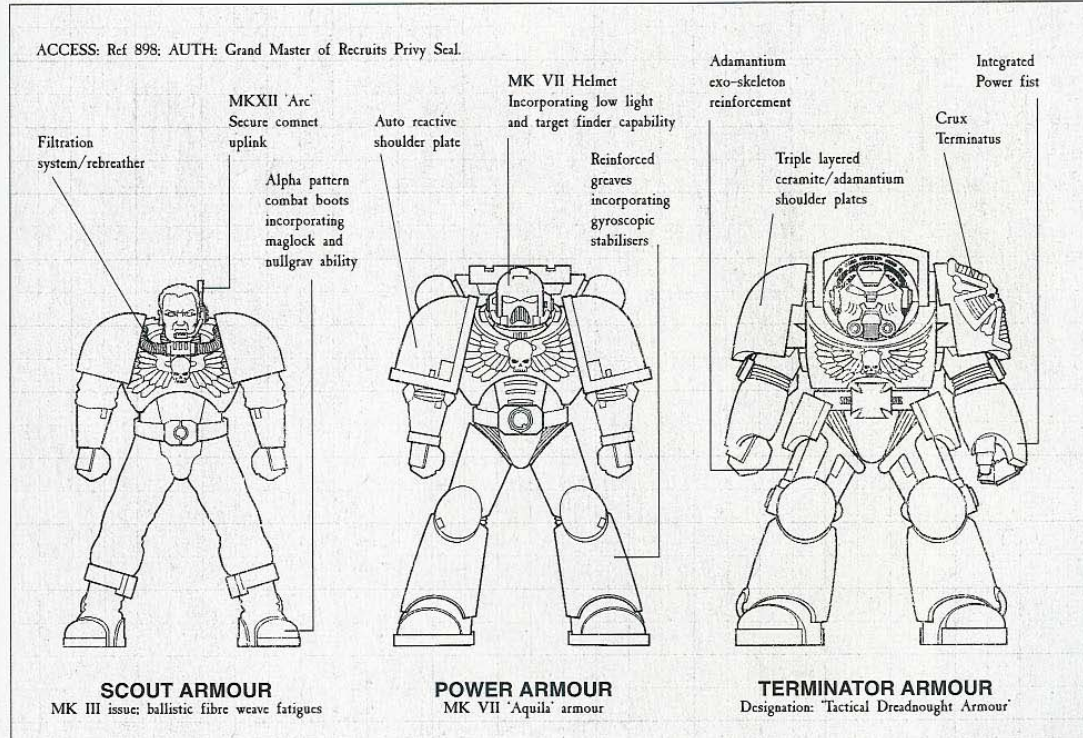 ACCESS: Ref 898; AUTH: Grand Master of Recruits Privy Seal.
Filtration
system/rebreather
MKXII 'Arc'
Secure comnet
uplink
Alpha pattern
combat boots
incorporating
maglock and
nullgrav ability
Auto reactive
shoulder plate
MK VII Helmet
Incorporating low light
and target finder capability
Reinforced
greaves
incorporating
gyroscopic
stabilisers
Adamantium
exo-skeleton
reinforcement
Triple layered
ceramite/adamantium
shoulder plates
Integrated
Power fist
Crux
Terminatus
SCOUT ARMOUR
MK III issue; ballistic fibre weave fatigues
POWER ARMOUR
MK VII 'Aquila' armour
TERMINATOR ARMOUR
Designation: 'Tactical Dreadnought Armour'